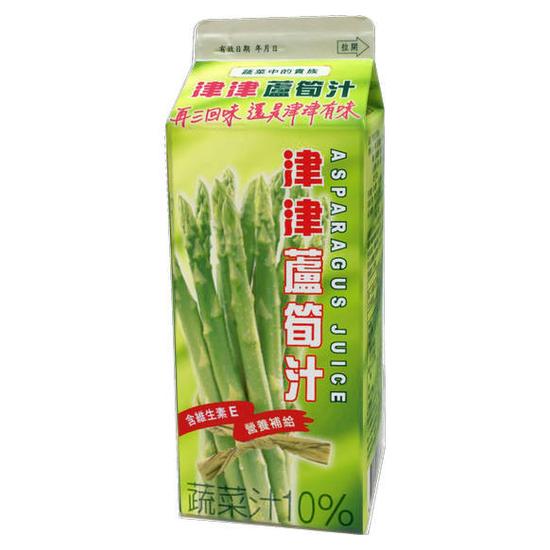 有效日期 年月日
拉開
蔬菜中的貴族
津津蘆筍汁
再三回味 還是津津有味
津津蘆筍汁
ASPARAGUS JUICE
含維生素E
營養補給
蔬菜汁10%